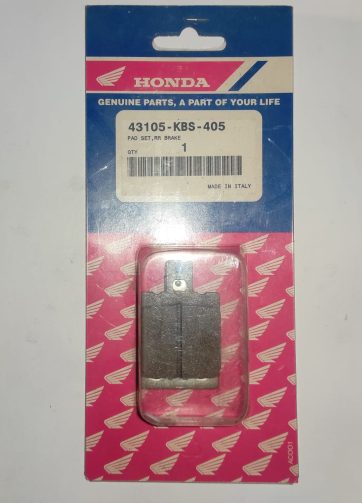 HONDA
GENUINE PARTS, A PART OF YOUR LIFE
43105-KBS-405
PAD SET,RR BRAKE
QTY 1
MADE IN ITALY
AC001